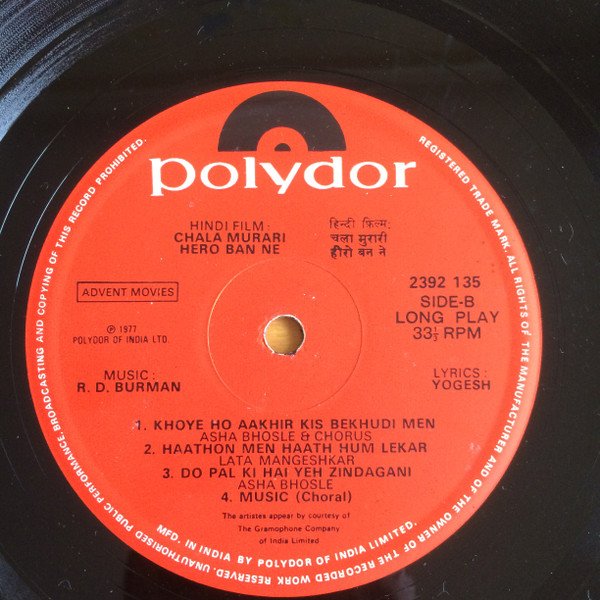 polydor
HINDI FILM :
CHALA MURARI
HERO BAN NE
हिन्दी फ़िल्म:
चला मुरारी
हीरो बन ने
ADVENT MOVIES
2392 135
SIDE-B
LONG PLAY
33⅓ RPM
℗ 1977
POLYDOR OF INDIA LTD.
MUSIC :
R. D. BURMAN
LYRICS :
YOGESH
1. KHOYE HO AAKHIR KIS BEKHUDI MEN
ASHA BHOSLE & CHORUS
2. HAATHON MEN HAATH HUM LEKAR
LATA MANGESHKAR
3. DO PAL KI HAI YEH ZINDAGANI
ASHA BHOSLE
4. MUSIC (Choral)
The artistes appear by courtesy of
The Gramophone Company
of India Limited
MFD. IN INDIA BY POLYDOR OF INDIA LIMITED.
REGISTERED TRADE MARK. ALL RIGHTS OF THE MANUFACTURER AND OF THE OWNER OF THE RECORDED WORK RESERVED. UNAUTHORISED PUBLIC PERFORMANCE BROADCASTING AND COPYING OF THIS RECORD PROHIBITED.